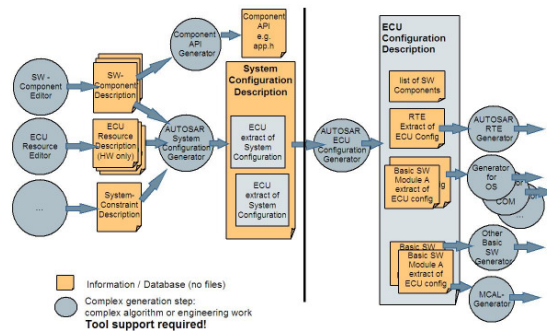 SW -
Component
Editor
SW-
Component
Description
Component
API
Generator
Component
API
e.g.
app.h
ECU
Resource
Editor
ECU
Resource
Description
(HW only)
...
System-
Constraint
Description
AUTOSAR
System
Configuration
Generator
System
Configuration
Description
ECU
extract of
System
Configuration
ECU
extract of
System
Configuration
AUTOSAR
ECU
Configuration
Generator
ECU
Configuration
Description
list of SW
Components
RTE
Extract of
ECU Config
AUTOSAR
RTE
Generator
Basic SW
Module A
extract of
ECU config
Generator
for
OS
COM
...
Other
Basic SW
Generator
Basic SW
Basic SW
Module A
extract of
ECU config
MCAL-
Generator
Information / Database (no files)
Complex generation step:
complex algorithm or engineering work
Tool support required!